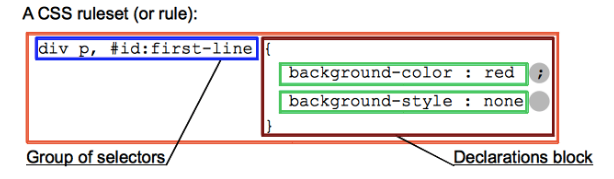 A CSS ruleset (or rule):
div p, #id:first-line {
background-color : red ;
background-style : none
}
Group of selectors
Declarations block